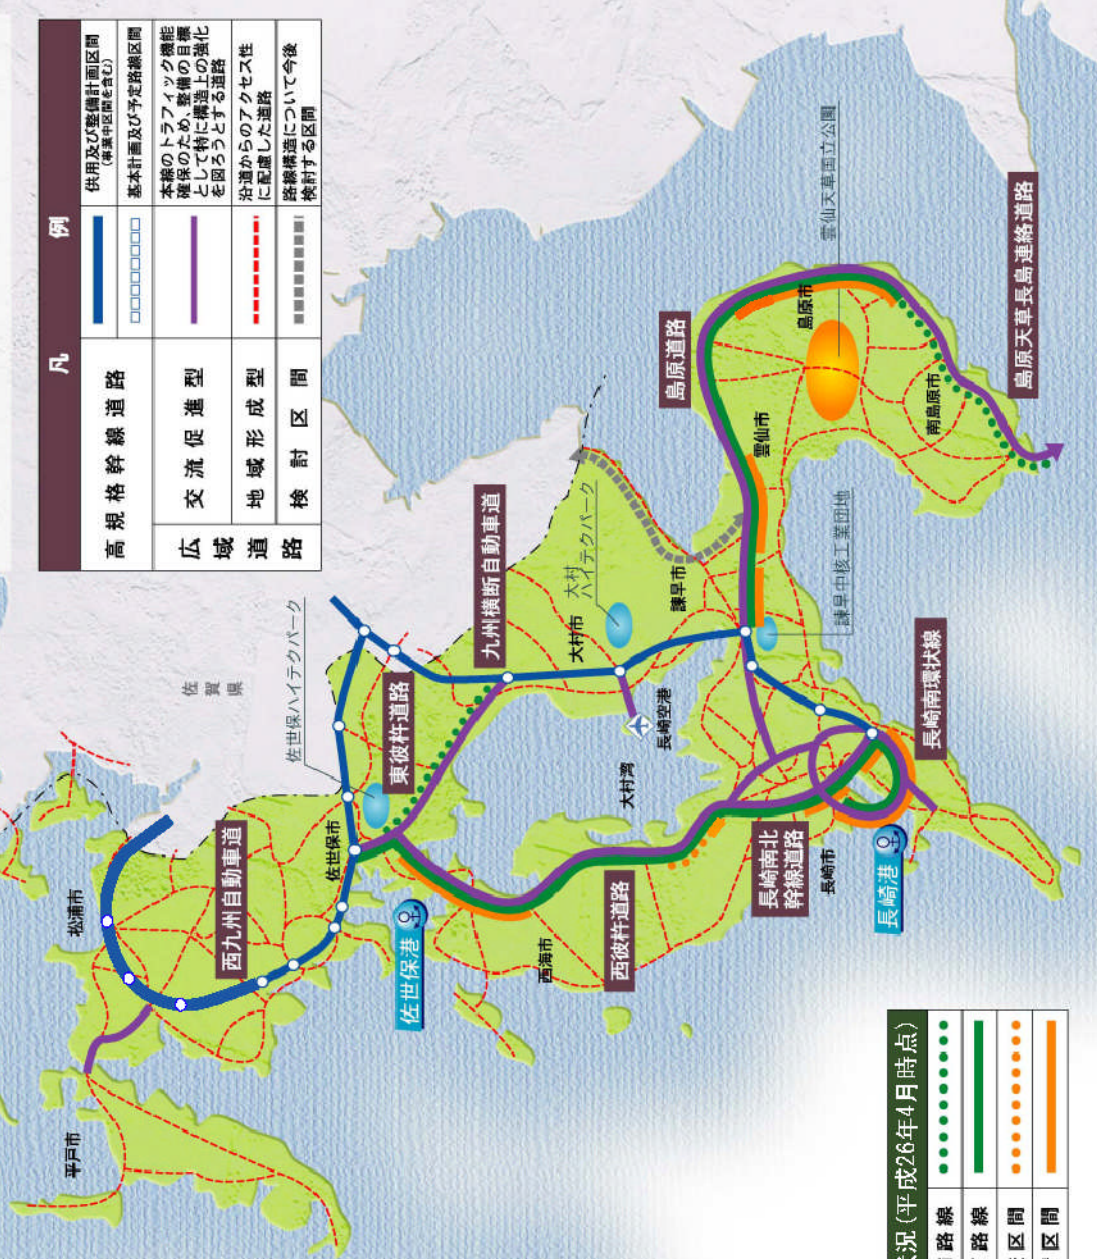 凡例
高規格幹線道路
供用及び整備計画区間
(事業中区間を含む)
基本計画及び予定路線区間
広域道路
交流促進型
本線のトラフィック機能
確保のため、整備の目標
として特に構造上の強化
を図ろうとする道路
地域形成型
沿道からのアクセス性
に配慮した道路
検討区間
路線構造について今後
検討する区間
平戸市
松浦市
西九州自動車道
佐賀県
佐世保ハイテクパーク
佐世保市
佐世保港
東彼杵道路
九州横断自動車道
西海市
西彼杵道路
大村湾
大村市
大村
ハイテクパーク
長崎空港
諫早市
島原道路
雲仙市
島原市
雲仙天草国立公園
南島原市
島原天草長島連絡道路
諫早中核工業団地
長崎南北
幹線道路
長崎市
長崎港
長崎南環状線
況(平成26年4月時点)
路線
路線
区間
区間